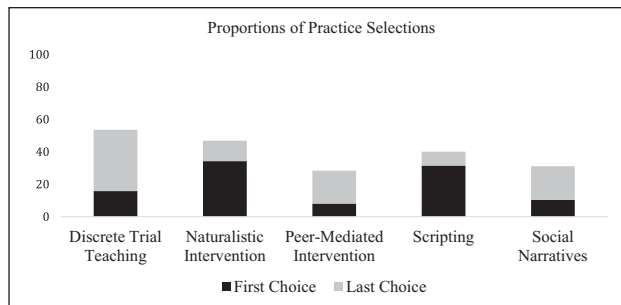 Proportions of Practice Selections
100
80
60
40
20
0
Discrete Trial
Teaching
Naturalistic
Intervention
Peer-Mediated
Intervention
Scripting
Social
Narratives
First Choice
Last Choice